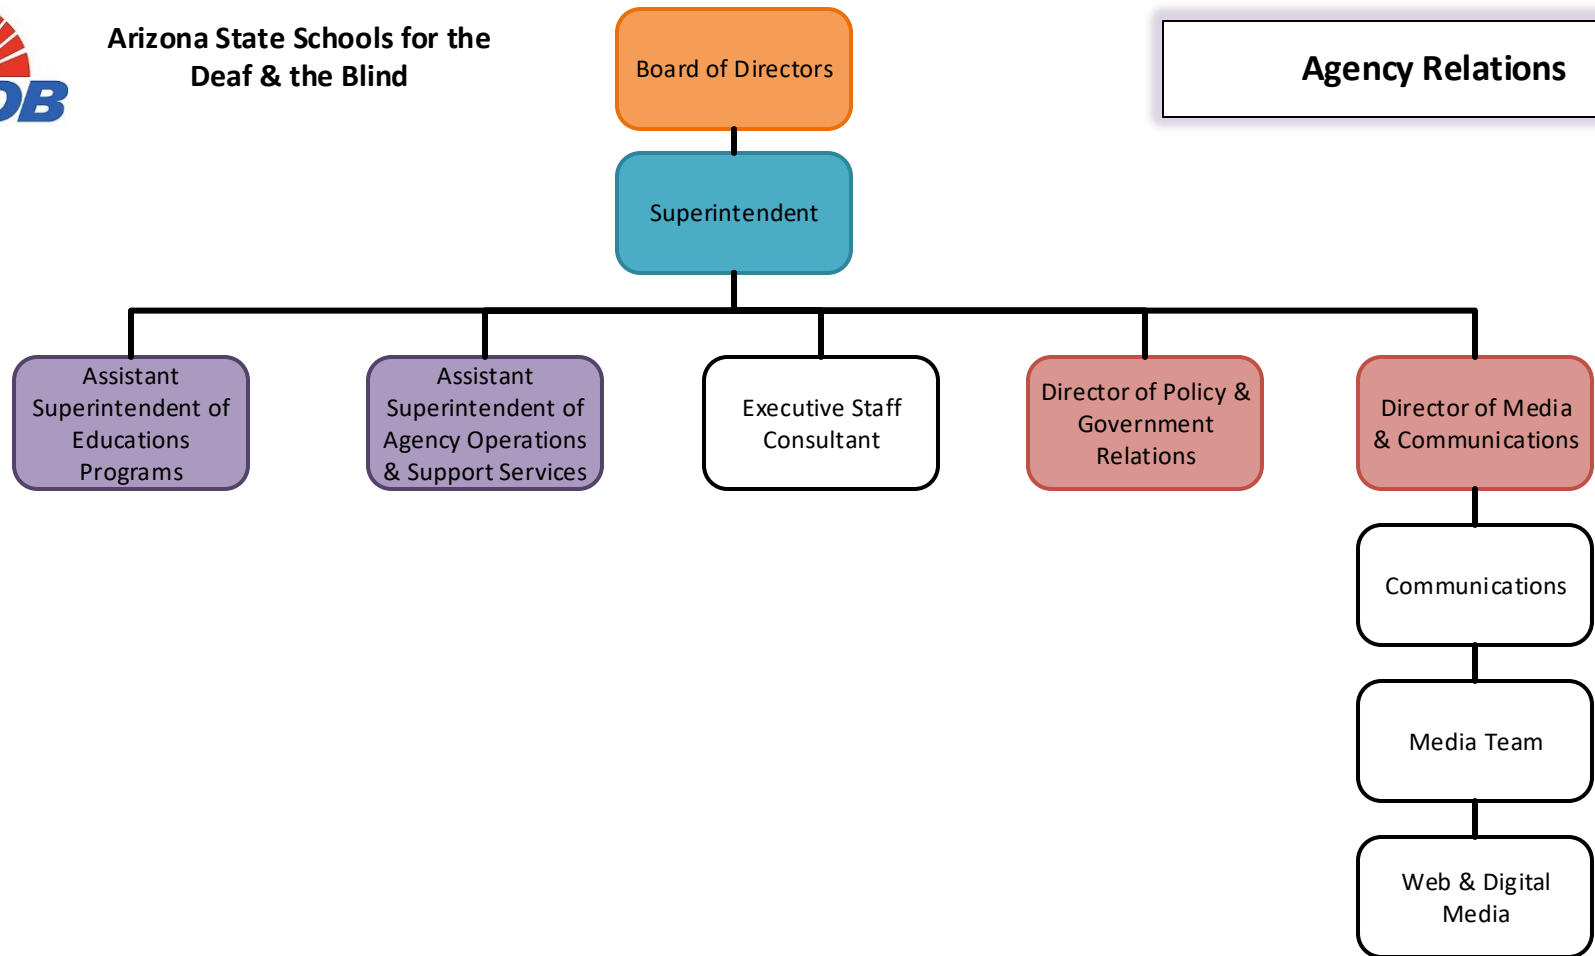 Arizona State Schools for the
Deaf & the Blind
DB
Agency Relations
Board of Directors
Superintendent
Assistant
Superintendent of
Educations
Programs
Assistant
Superintendent of
Agency Operations
& Support Services
Executive Staff
Consultant
Director of Policy &
Government
Relations
Director of Media
& Communications
Communications
Media Team
Web & Digital
Media